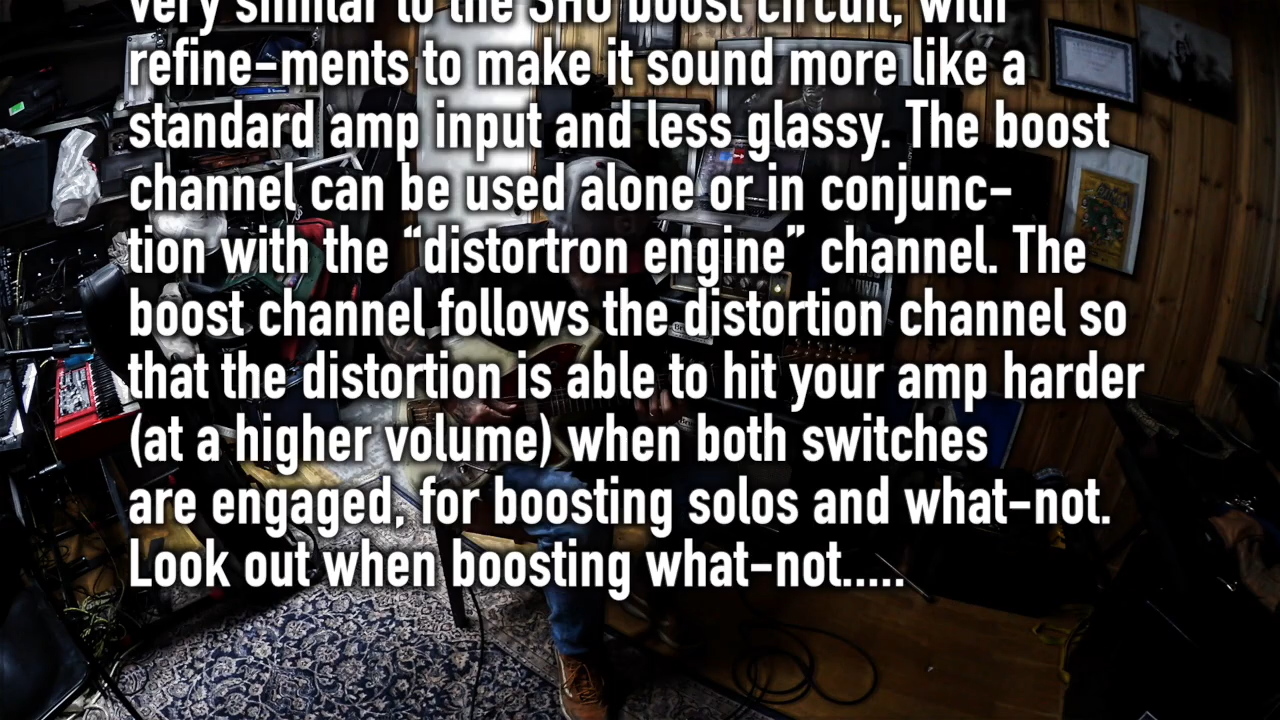 very similar to the SHO boost circuit, with
refine-ments to make it sound more like a
standard amp input and less glassy. The boost
channel can be used alone or in conjunc-
tion with the “distortron engine” channel. The
boost channel follows the distortion channel so
that the distortion is able to hit your amp harder
(at a higher volume) when both switches
are engaged, for boosting solos and what-not.
Look out when boosting what-not.....